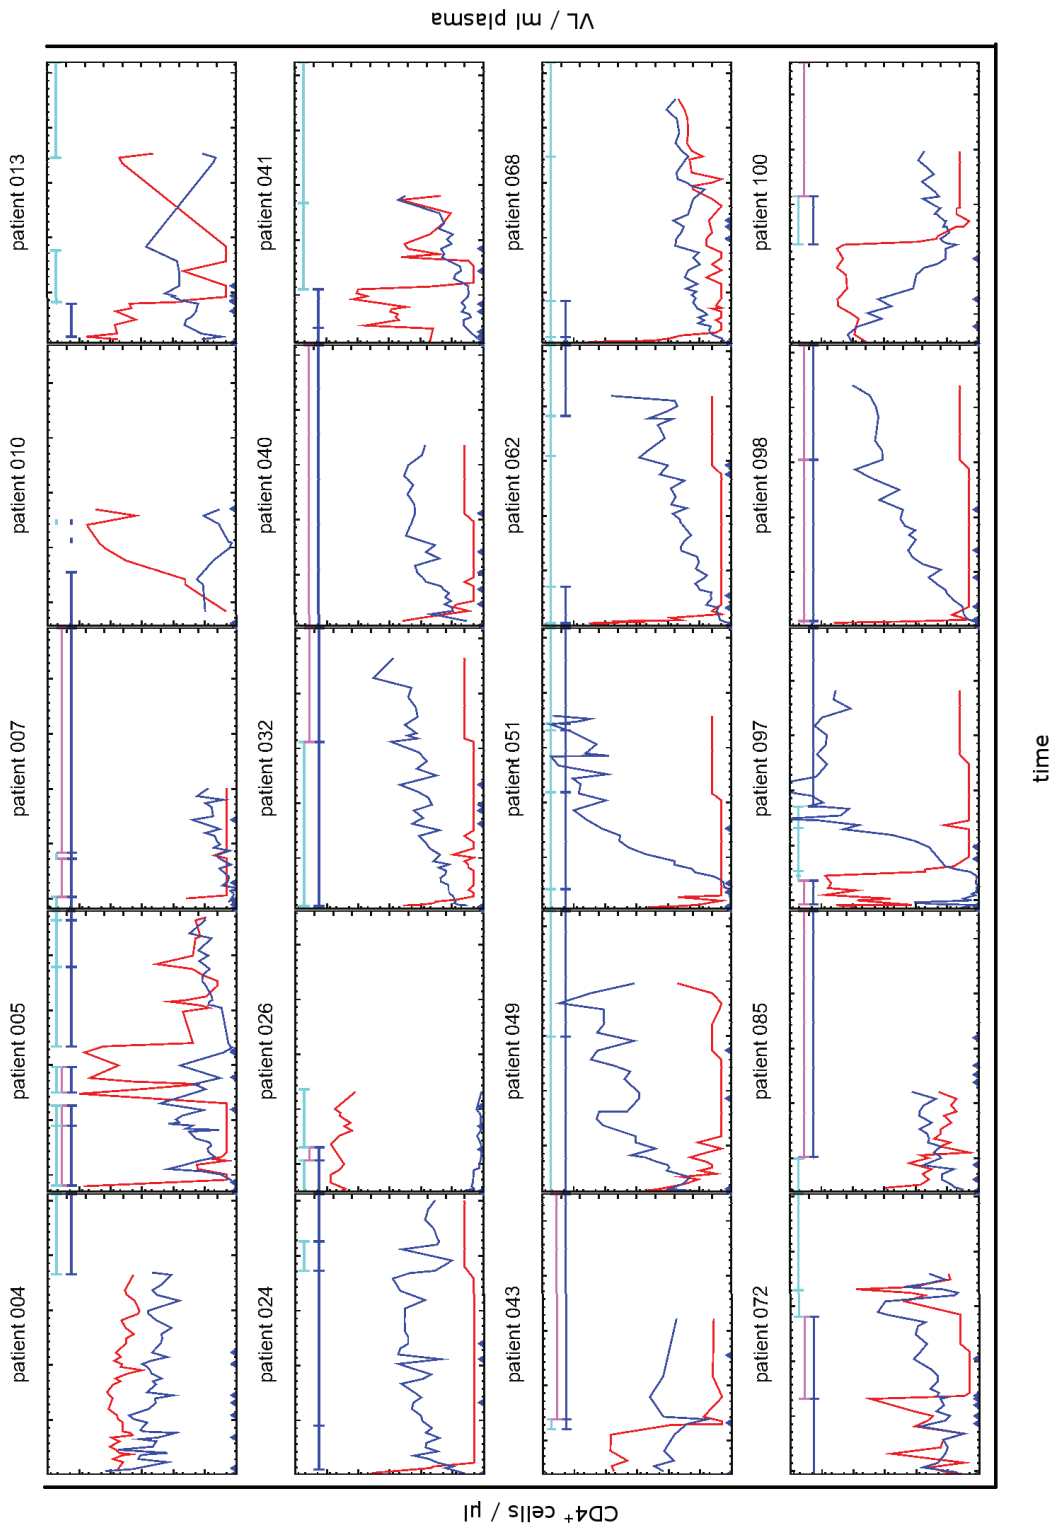 patient 004
patient 005
patient 007
patient 010
patient 013
patient 024
patient 026
patient 032
patient 040
patient 041
patient 043
patient 049
patient 051
patient 062
patient 068
patient 072
patient 085
patient 097
patient 098
patient 100
CD4⁺ cells / µl
VL / ml plasma
time